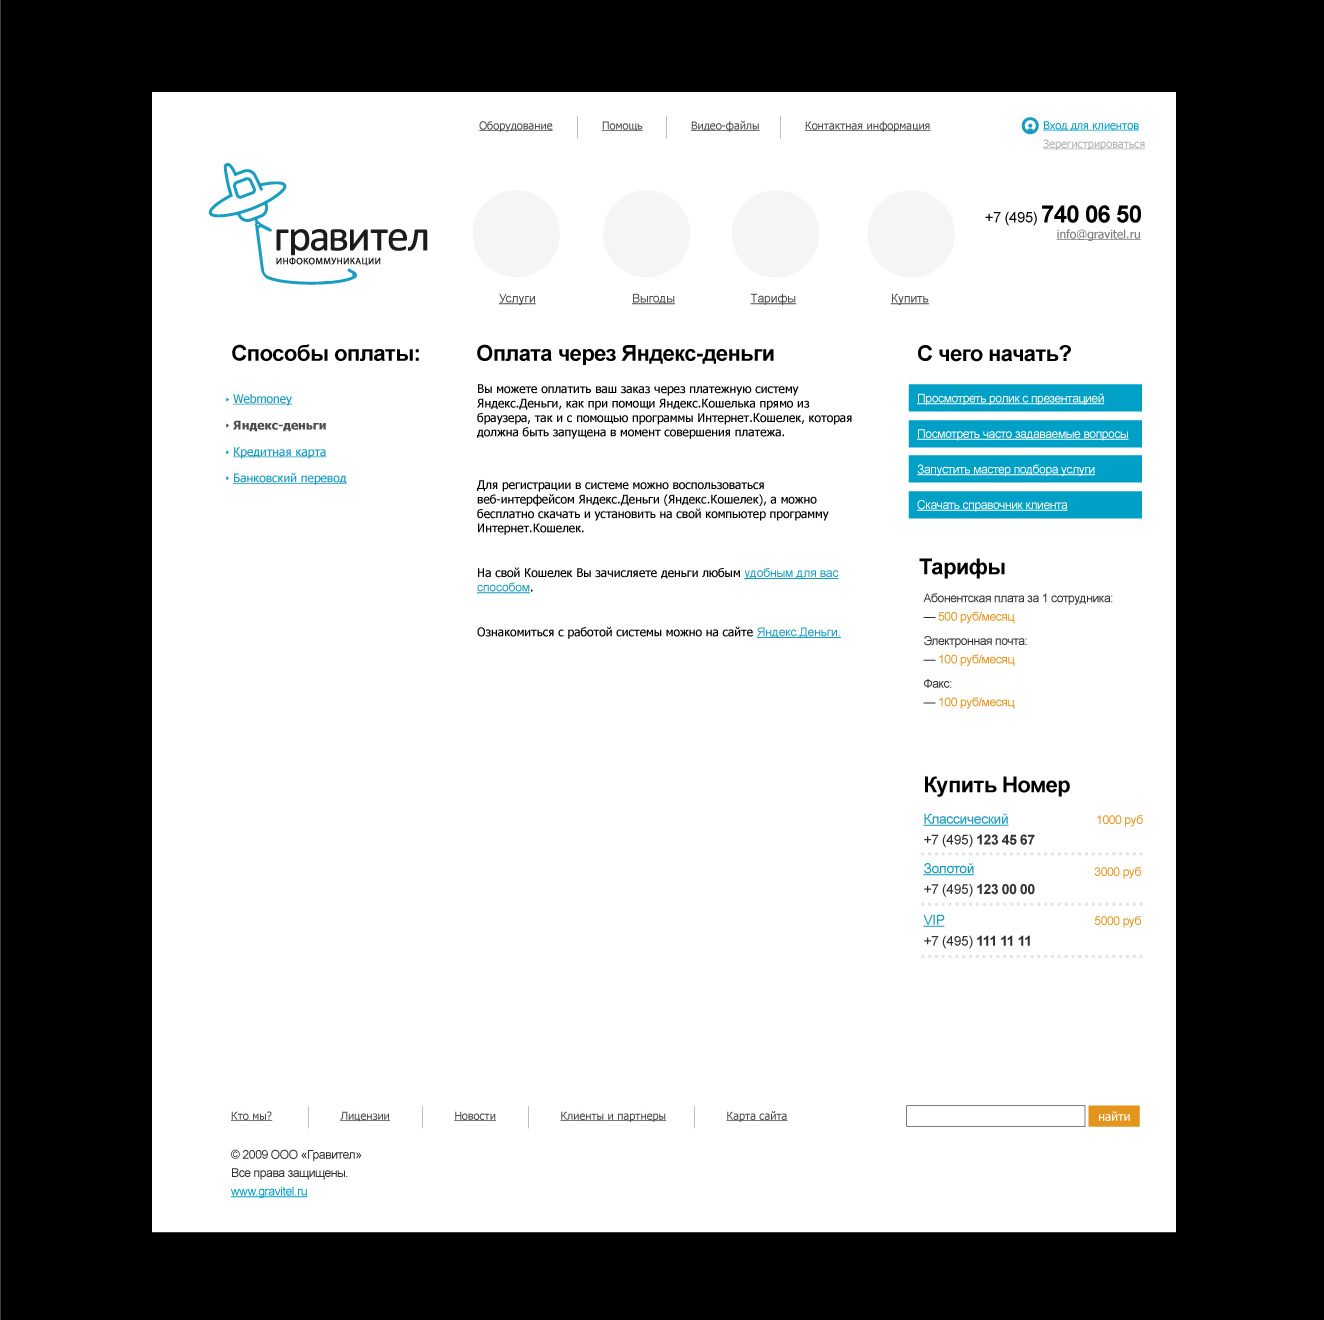 Оборудование
Помощь
Видео-файлы
Контактная информация
Вход для клиентов
Зерегистрироваться
гравител
ИНФОКОММУНИКАЦИИ
+7 (495) 740 06 50
info@gravitel.ru
Услуги
Выгоды
Тарифы
Купить
Способы оплаты:
Webmoney
Яндекс-деньги
Кредитная карта
Банковский перевод
Оплата через Яндекс-деньги
Вы можете оплатить ваш заказ через платежную систему
Яндекс.Деньги, как при помощи Яндекс.Кошелька прямо из
браузера, так и с помощью программы Интернет.Кошелек, которая
должна быть запущена в момент совершения платежа.
Для регистрации в системе можно воспользоваться
веб-интерфейсом Яндекс.Деньги (Яндекс.Кошелек), а можно
бесплатно скачать и установить на свой компьютер программу
Интернет.Кошелек.
На свой Кошелек Вы зачисляете деньги любым удобным для вас
способом.
Ознакомиться с работой системы можно на сайте Яндекс.Деньги.
С чего начать?
Просмотреть ролик с презентацией
Посмотреть часто задаваемые вопросы
Запустить мастер подбора услуги
Скачать справочник клиента
Тарифы
Абонентская плата за 1 сотрудника:
— 500 руб/месяц
Электронная почта:
— 100 руб/месяц
Факс:
— 100 руб/месяц
Купить Номер
Классический 1000 руб
+7 (495) 123 45 67
Золотой 3000 руб
+7 (495) 123 00 00
VIP 5000 руб
+7 (495) 111 11 11
Кто мы?
Лицензии
Новости
Клиенты и партнеры
Карта сайта
найти
© 2009 ООО «Гравител»
Все права защищены.
www.gravitel.ru